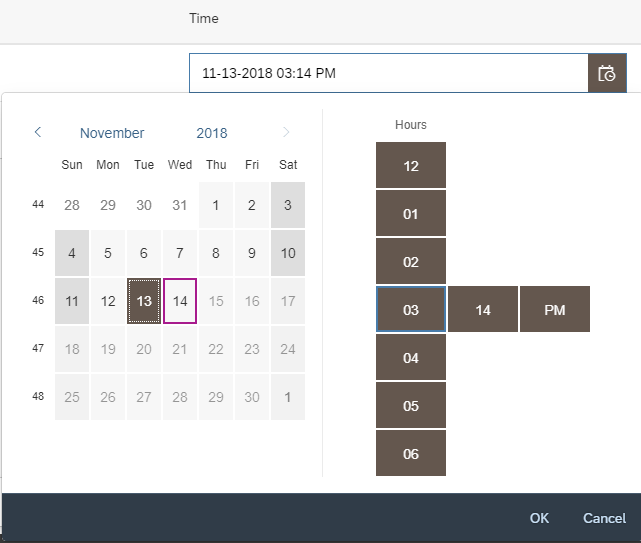 Time
11-13-2018 03:14 PM
November 2018
Sun Mon Tue Wed Thu Fri Sat
44 28 29 30 31 1 2 3
45 4 5 6 7 8 9 10
46 11 12 13 14 15 16 17
47 18 19 20 21 22 23 24
48 25 26 27 28 29 30 1
Hours
12
01
02
03 14 PM
04
05
06
OK Cancel